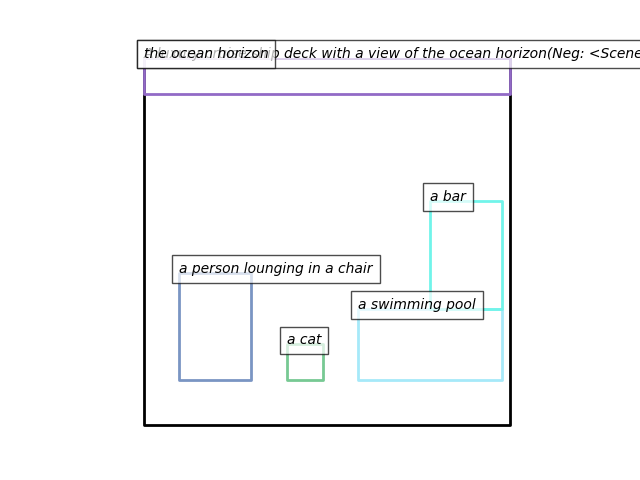 the ocean horizon
p deck with a view of the ocean horizon(Neg: <Scene
a bar
a person lounging in a chair
a swimming pool
a cat